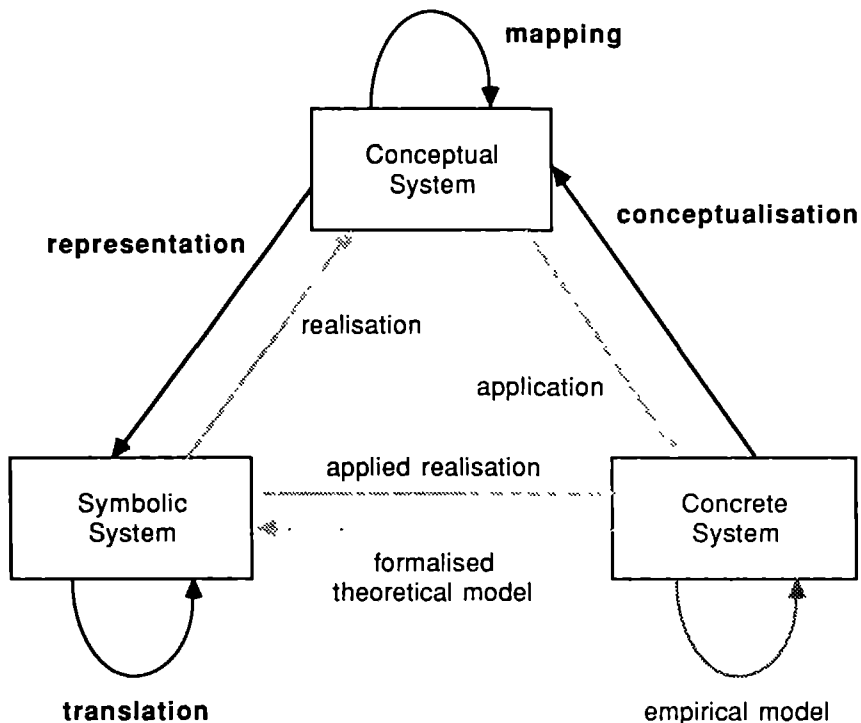 mapping
Conceptual
System
conceptualisation
representation
realisation
application
applied realisation
Symbolic
System
Concrete
System
formalised
theoretical model
translation
empirical model